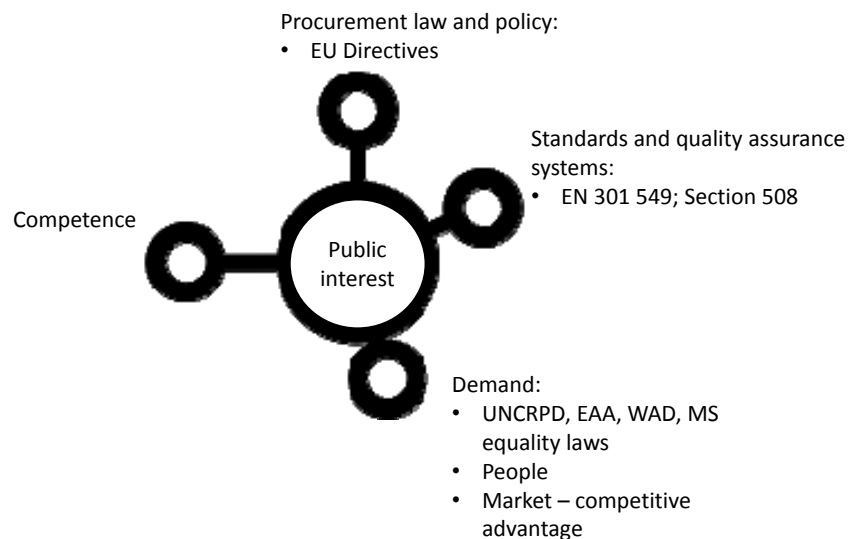 Procurement law and policy:
• EU Directives
Standards and quality assurance
systems:
• EN 301 549; Section 508
Competence
Public
interest
Demand:
• UNCRPD, EAA, WAD, MS
equality laws
• People
• Market – competitive
advantage